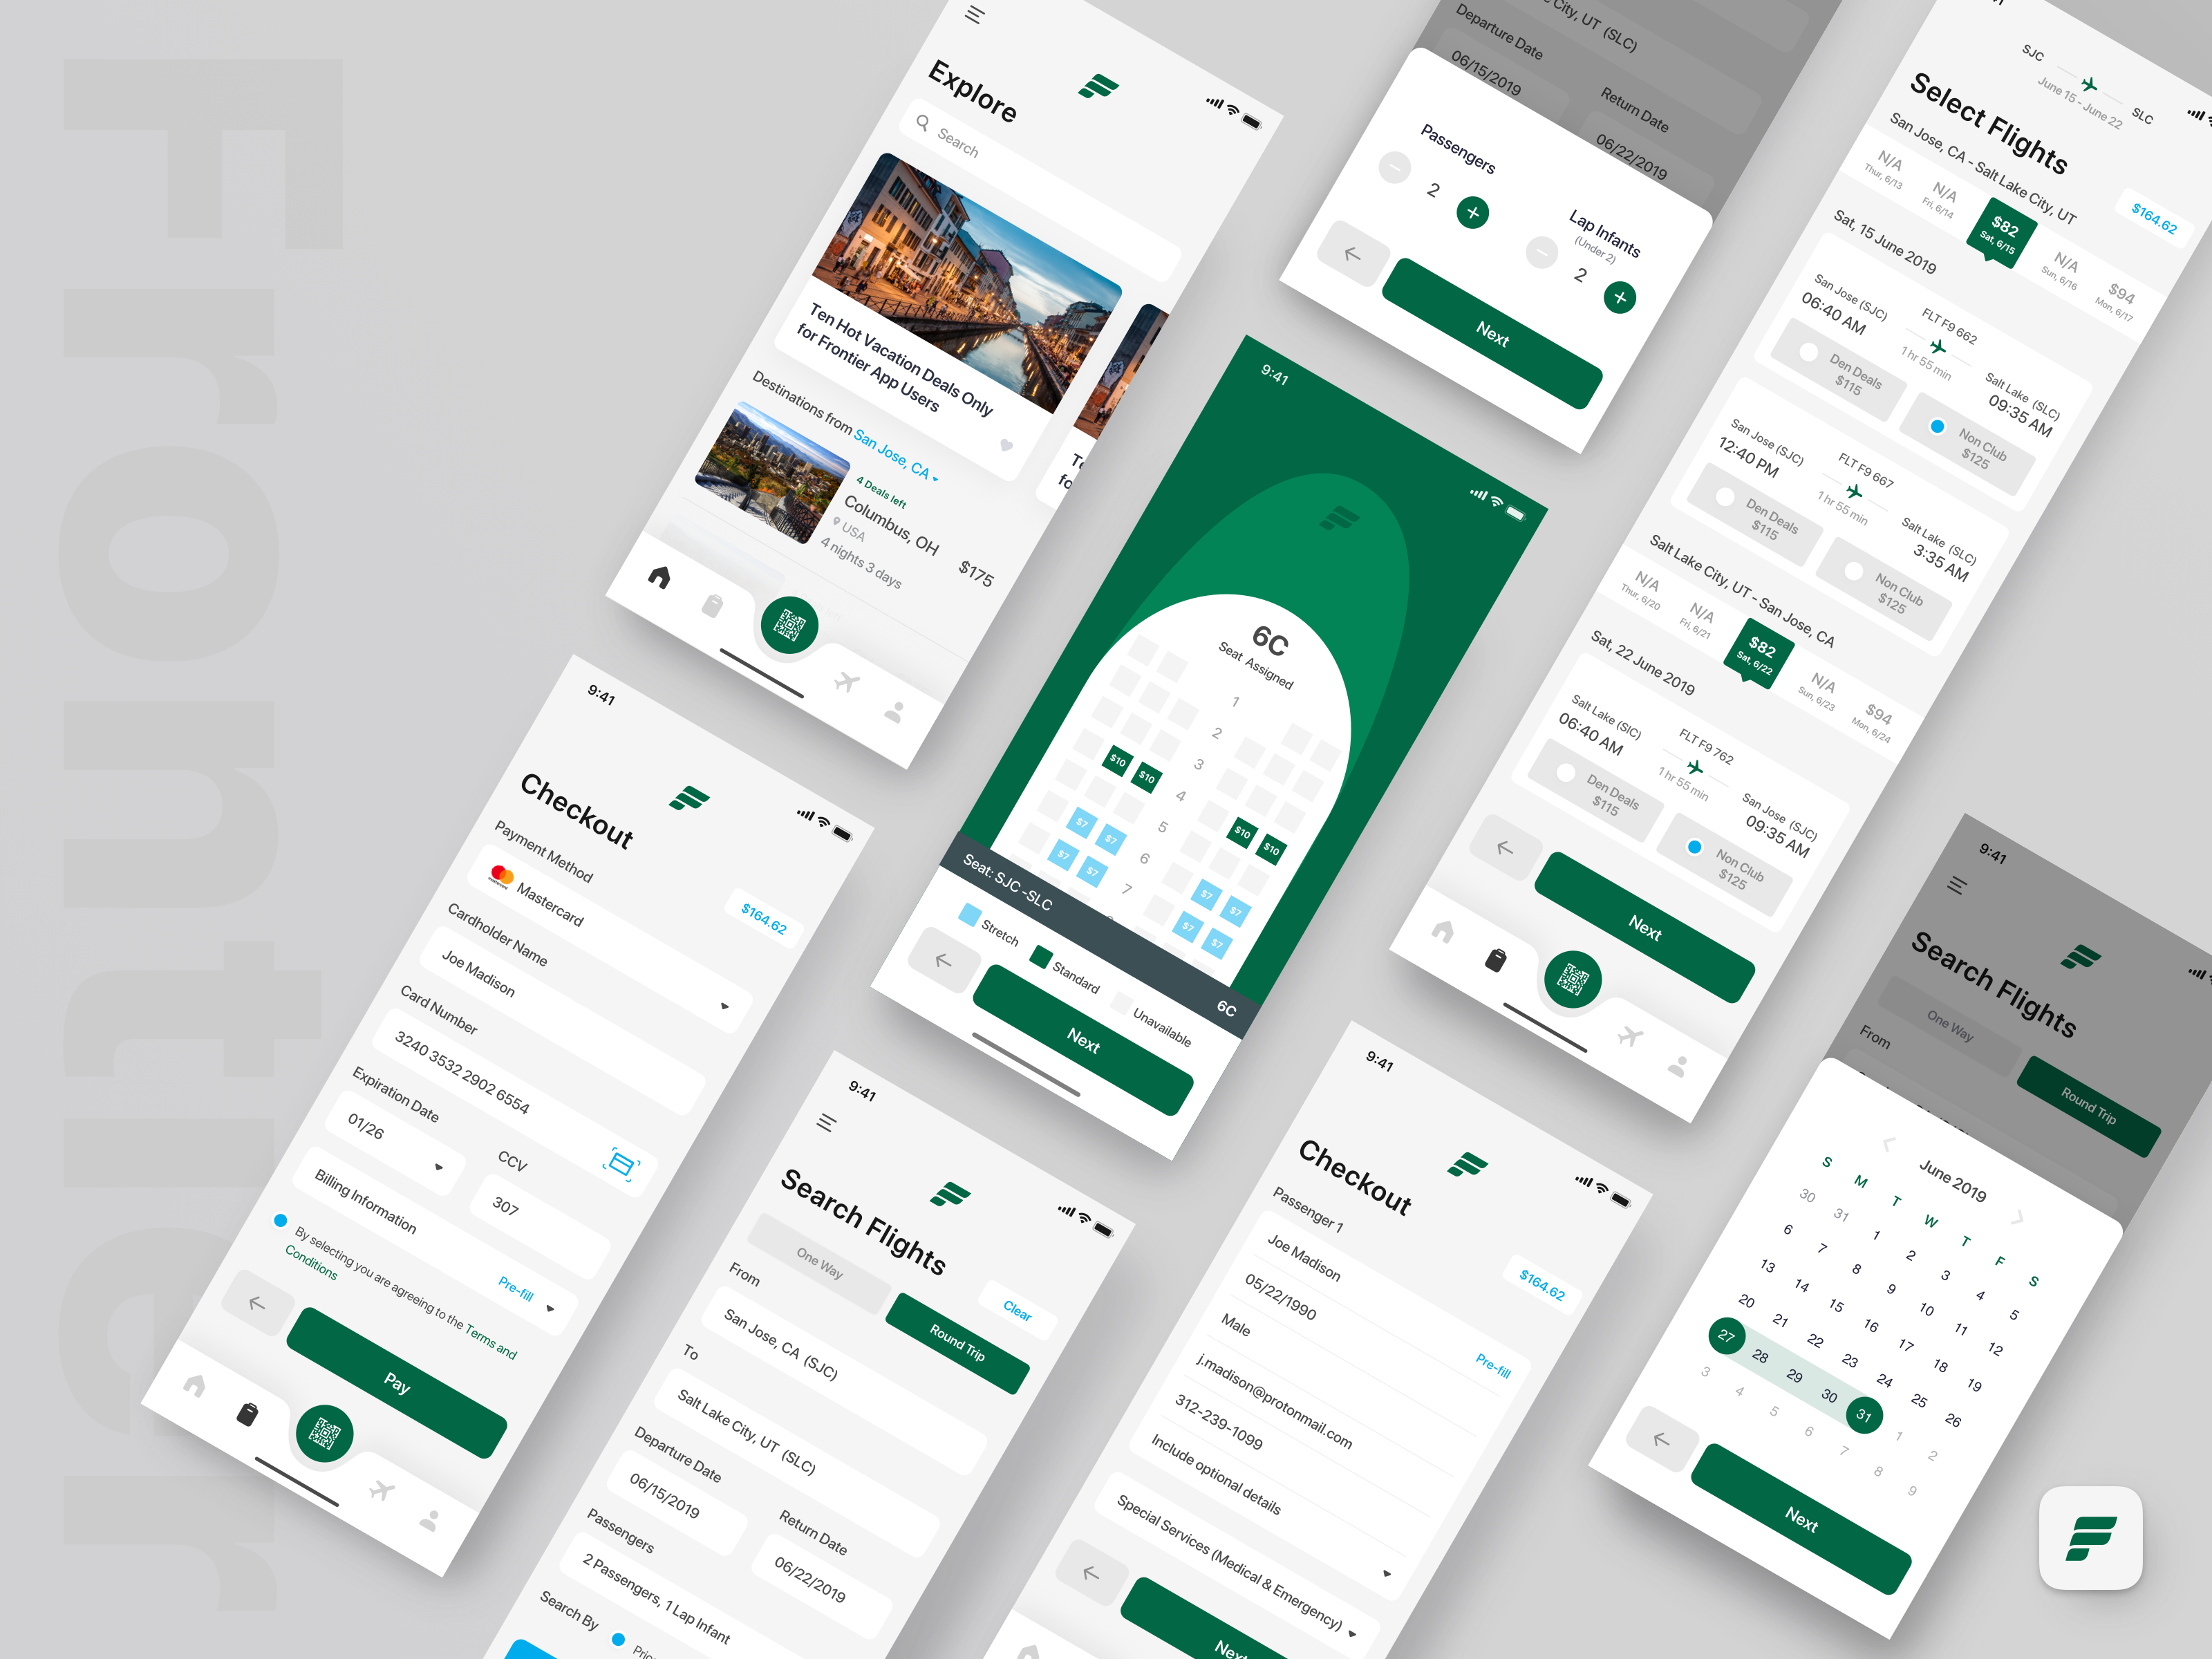 Frontier
Explore
Search
Ten Hot Vacation Deals Only
for Frontier App Users
Destinations from San Jose, CA
4 Deals left
Columbus, OH
USA
4 nights 3 days
$175
City, UT (SLC)
Departure Date
06/15/2019
Return Date
06/22/2019
Passengers
2
Lap Infants
(Under 2)
2
Next
SJC
SLC
June 15 - June 22
Select Flights
$164.62
San Jose, CA - Salt Lake City, UT
N/A
Thur, 6/13
N/A
Fri, 6/14
$82
Sat, 6/15
N/A
Sun, 6/16
$94
Mon, 6/17
Sat, 15 June 2019
San Jose (SJC)
06:40 AM
FLT F9 662
1 hr 55 min
Salt Lake (SLC)
09:35 AM
Den Deals
$115
Non Club
$125
San Jose (SJC)
12:40 PM
FLT F9 667
1 hr 55 min
Salt Lake (SLC)
3:35 AM
Den Deals
$115
Non Club
$125
Salt Lake City, UT - San Jose, CA
N/A
Thur, 6/20
N/A
Fri, 6/21
$82
Sat, 6/22
N/A
Sun, 6/23
$94
Mon, 6/24
Sat, 22 June 2019
Salt Lake (SlC)
06:40 AM
FLT F9 762
1 hr 55 min
San Jose (SJC)
09:35 AM
Den Deals
$115
Non Club
$125
Next
9:41
6C
Seat Assigned
1
2
3
4
5
6
7
$10 $10
$10 $10
$7 $7
$7 $7
$7 $7
$7 $7
Seat: SJC -SLC
6C
Stretch
Standard
Unavailable
Next
9:41
Checkout
$164.62
Payment Method
mastercard
Mastercard
Cardholder Name
Joe Madison
Card Number
3240 3532 2902 6554
Expiration Date
01/26
CCV
307
Billing Information
Pre-fill
By selecting you are agreeing to the Terms and
Conditions
Pay
9:41
Search Flights
Clear
One Way
Round Trip
From
San Jose, CA (SJC)
To
Salt Lake City, UT (SLC)
Departure Date
06/15/2019
Return Date
06/22/2019
Passengers
2 Passengers, 1 Lap Infant
Search By
9:41
Checkout
$164.62
Passenger 1
Joe Madison
Pre-fill
05/22/1990
Male
j.madison@protonmail.com
312-239-1099
Include optional details
Special Services (Medical & Emergency)
Next
9:41
Search Flights
One Way
Round Trip
From
June 2019
S M T W T F S
30 31 1 2 3 4 5
6 7 8 9 10 11 12
13 14 15 16 17 18 19
20 21 22 23 24 25 26
27 28 29 30 31 1 2
3 4 5 6 7 8 9
Next